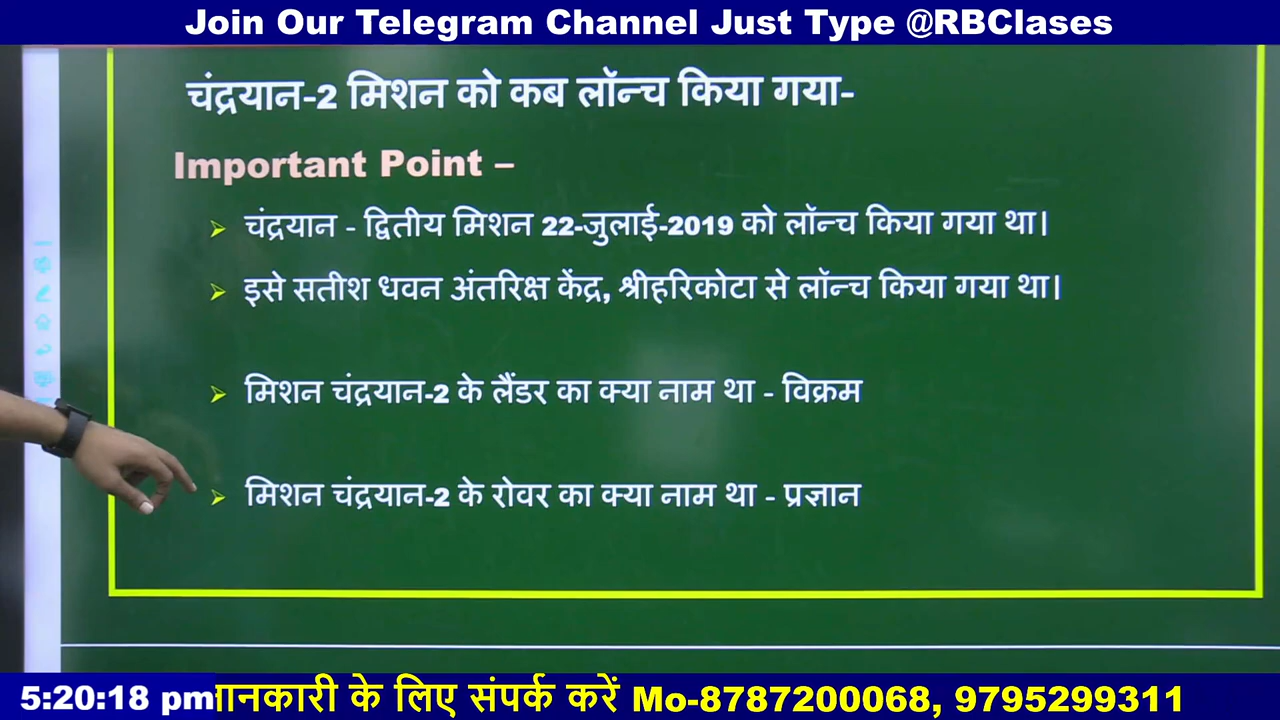 Join Our Telegram Channel Just Type @RBClases
चंद्रयान-2 मिशन को कब लॉन्च किया गया-
Important Point –
चंद्रयान - द्वितीय मिशन 22-जुलाई-2019 को लॉन्च किया गया था।
इसे सतीश धवन अंतरिक्ष केंद्र, श्रीहरिकोटा से लॉन्च किया गया था।
मिशन चंद्रयान-2 के लैंडर का क्या नाम था - विक्रम
मिशन चंद्रयान-2 के रोवर का क्या नाम था - प्रज्ञान
5:20:18 pm
के लिए संपर्क करें Mo-8787200068, 9795299311